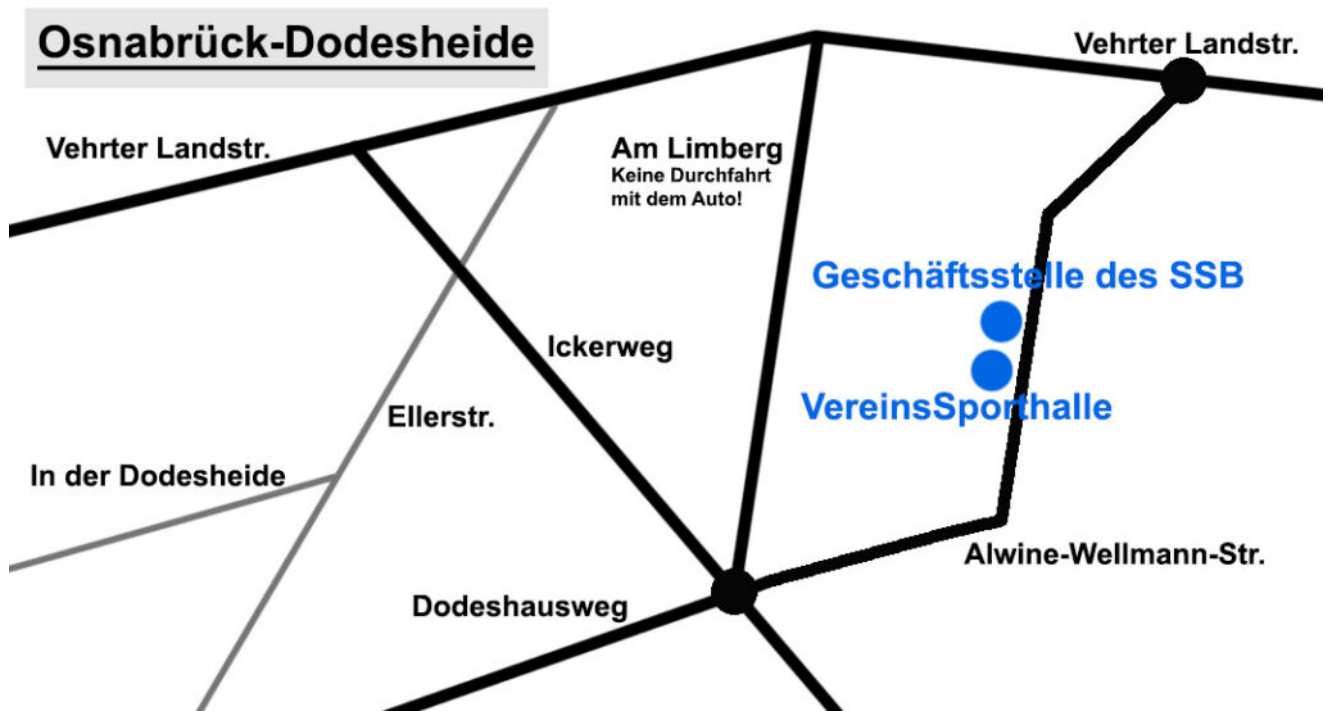 Osnabrück-Dodesheide
Vehrter Landstr.
Vehrter Landstr.
Am Limberg
Keine Durchfahrt
mit dem Auto!
Geschäftsstelle des SSB
Ickerweg
VereinsSporthalle
Ellerstr.
In der Dodesheide
Alwine-Wellmann-Str.
Dodeshausweg